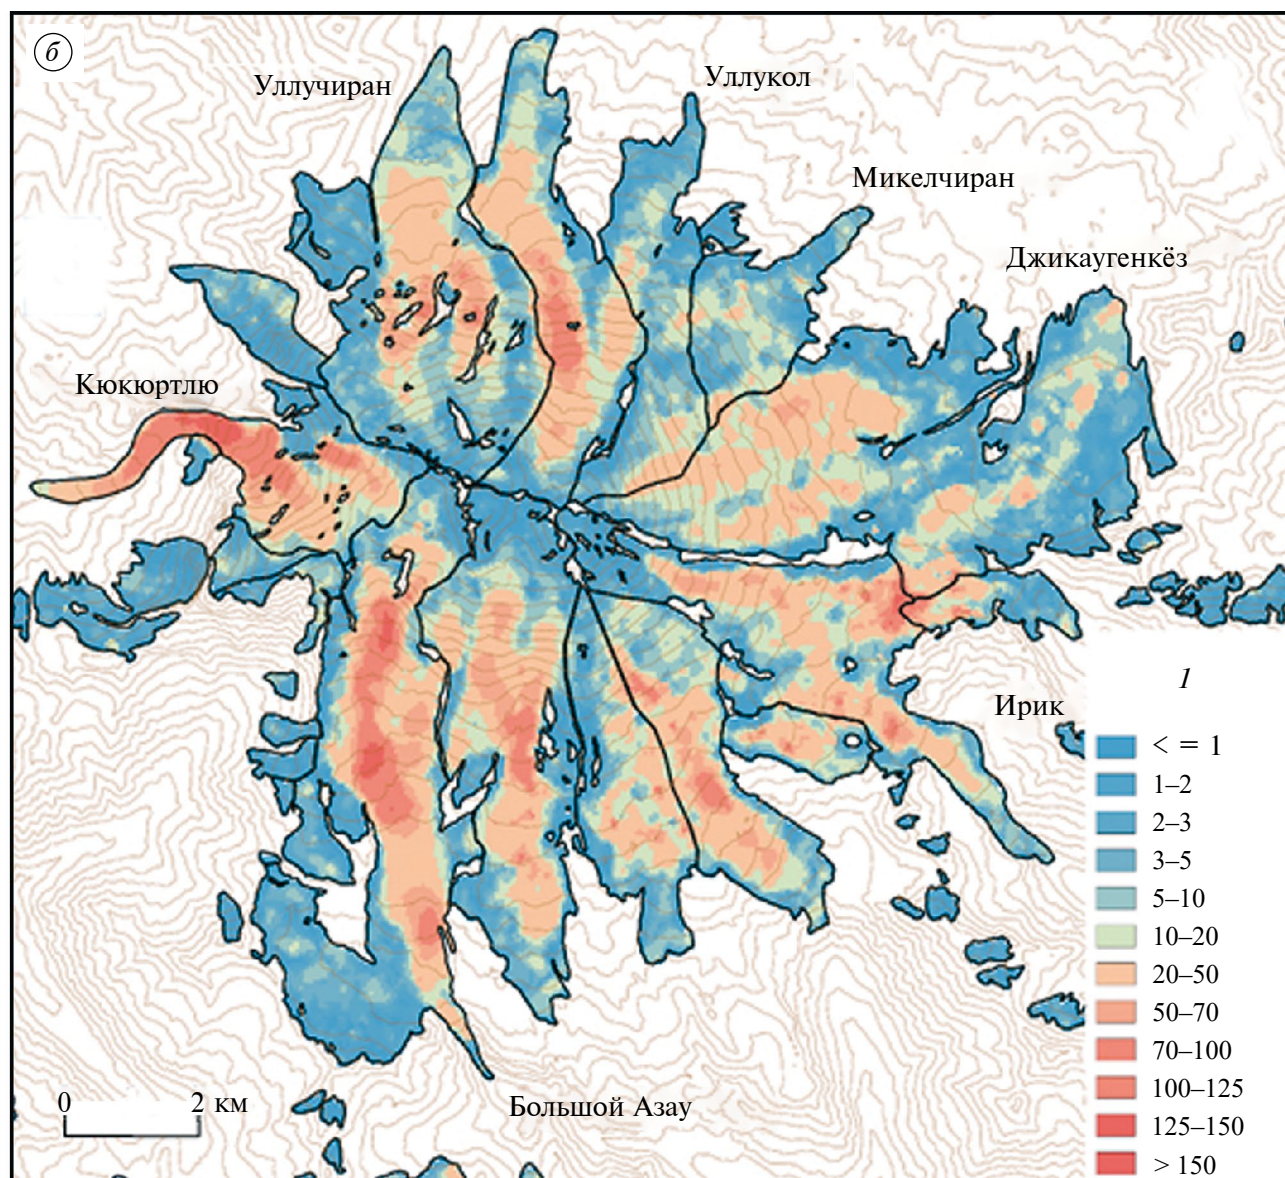 б
Уллучиран
Уллукол
Микелчиран
Джикаугенкёз
Кюкюртлю
Ирик
Большой Азау
0 2 км
1
< = 1
1–2
2–3
3–5
5–10
10–20
20–50
50–70
70–100
100–125
125–150
> 150